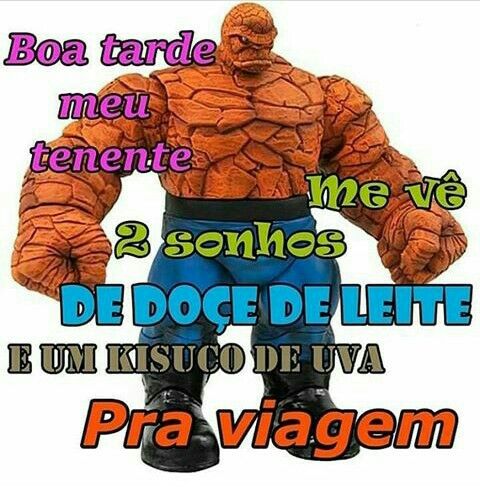 Boa tarde
meu
tenente
me vê
2 sonhos
DE DOÇE DE LEITE
E UM KISUCO DE UVA
Pra viagem